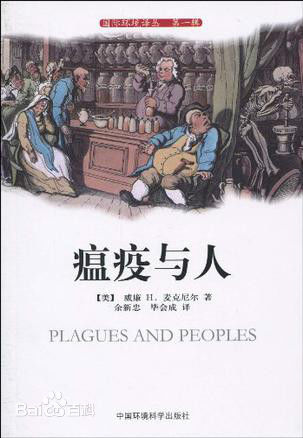 国际环境译丛 第一辑
瘟疫与人
【美】 威廉 H. 麦克尼尔 著
余新忠 毕会成 译
PLAGUES AND PEOPLES
Bai百科
中国环境科学出版社